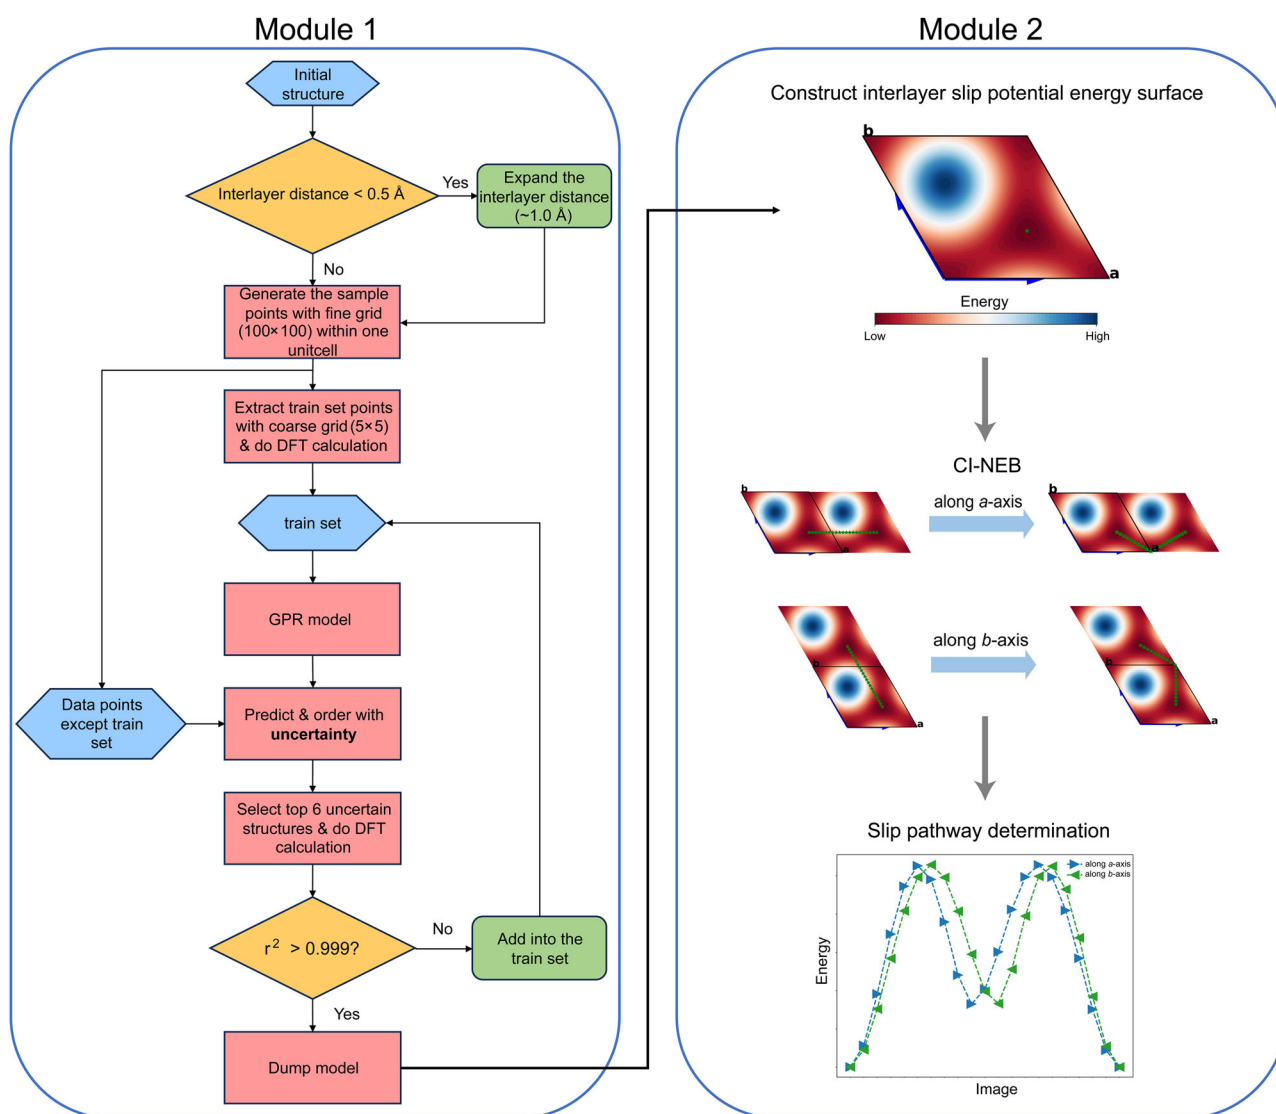 Module 1
Initial
structure
Interlayer distance < 0.5 Å
Yes
Expand the
interlayer distance
(~1.0 Å)
No
Generate the sample
points with fine grid
(100×100) within one
unitcell
Extract train set points
with coarse grid (5×5)
& do DFT calculation
train set
GPR model
Data points
except train
set
Predict & order with
uncertainty
Select top 6 uncertain
structures & do DFT
calculation
r² > 0.999?
No
Add into the
train set
Yes
Dump model
Module 2
Construct interlayer slip potential energy surface
b
a
Energy
Low
High
CI-NEB
b
a
along a-axis
b
a
b
a
along b-axis
b
a
Slip pathway determination
along a-axis
along b-axis
Energy
Image